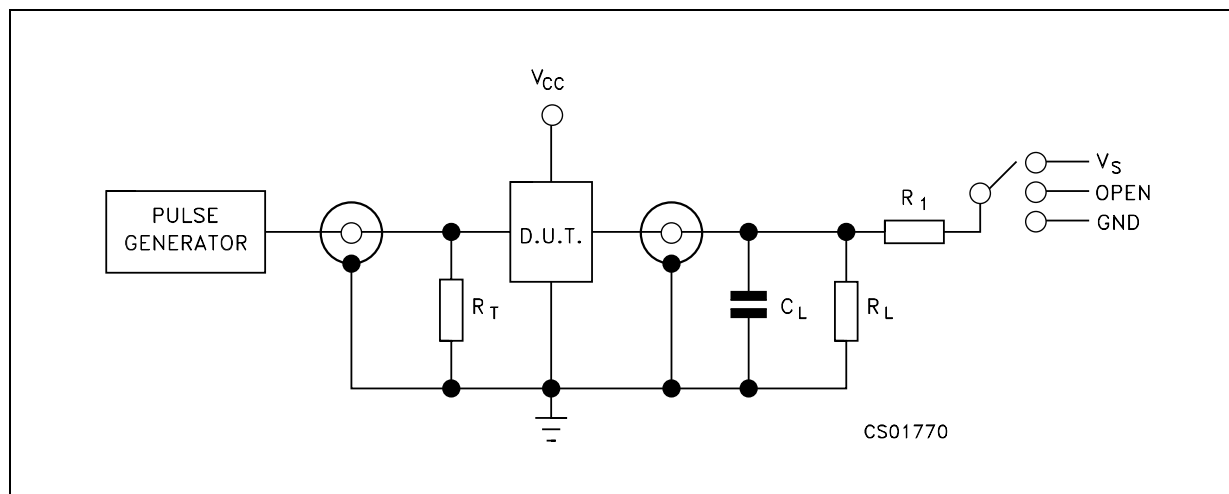 VCC
PULSE
GENERATOR
D.U.T.
RT
CL
RL
R1
VS
OPEN
GND
CS01770